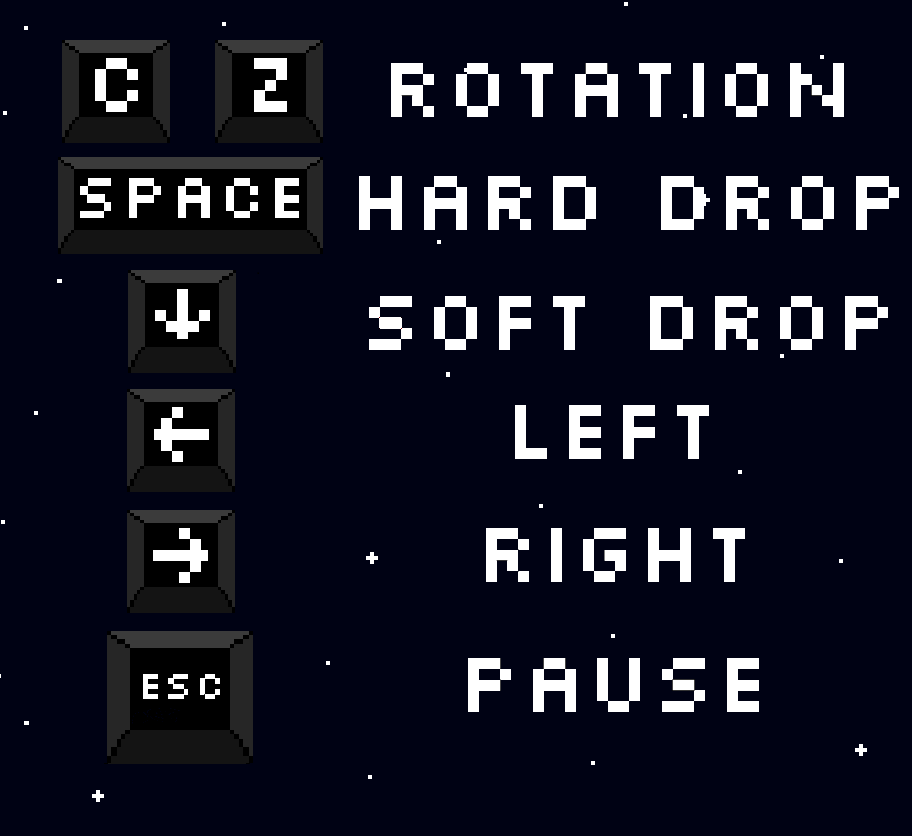 C Z ROTATION
SPACE HARD DROP
↓ SOFT DROP
← LEFT
→ RIGHT
ESC PAUSE